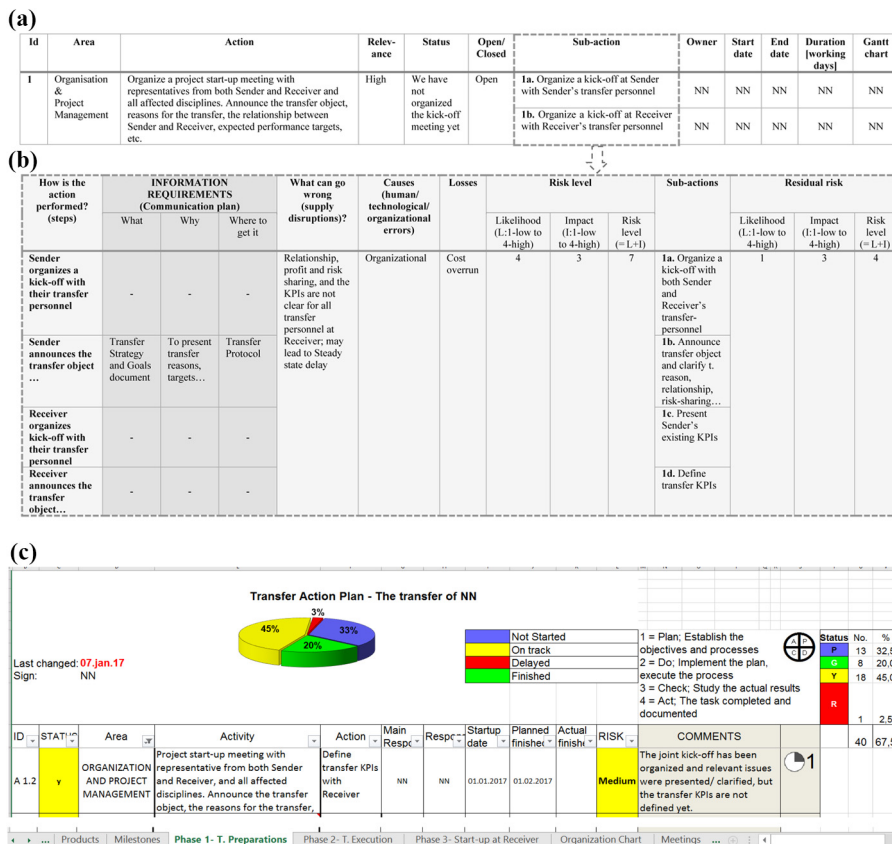 (a)
Id Area Action Relev-ance Status Open/Closed Sub-action Owner Start date End date Duration [working days] Gantt chart
1 Organisation & Project Management Organize a project start-up meeting with representatives from both Sender and Receiver and all affected disciplines. Announce the transfer object, reasons for the transfer, the relationship between Sender and Receiver, expected performance targets, etc. High We have not organized the kick-off meeting yet Open 1a. Organize a kick-off at Sender with Sender's transfer personnel NN NN NN NN NN
1b. Organize a kick-off at Receiver with Receiver's transfer personnel NN NN NN NN NN
(b)
How is the action performed? (steps) INFORMATION REQUIREMENTS (Communication plan) What can go wrong (supply disruptions)? Causes (human/ technological/ organizational errors) Losses Risk level Sub-actions Residual risk
What Why Where to get it Likelihood (L:1-low to 4-high) Impact (I:1-low to 4-high) Risk level (= L+I) Likelihood (L:1-low to 4-high) Impact (I:1-low to 4-high) Risk level (= L+I)
Sender organizes a kick-off with their transfer personnel - - - Relationship, profit and risk sharing, and the KPIs are not clear for all transfer personnel at Receiver; may lead to Steady state delay Organizational Cost overrun 4 3 7 1a. Organize a kick-off with both Sender and Receiver's transfer-personnel 1 3 4
Sender announces the transfer object … Transfer Strategy and Goals document To present transfer reasons, targets… Transfer Protocol 1b. Announce transfer object and clarify t. reason, relationship, risk-sharing…
Receiver organizes kick-off with their transfer personnel - - - 1c. Present Sender's existing KPIs
Receiver announces the transfer object… - - - 1d. Define transfer KPIs
(c)
Transfer Action Plan - The transfer of NN
45% 3% 33% 20%
Last changed: 07.jan.17
Sign: NN
Not Started
On track
Delayed
Finished
1 = Plan; Establish the objectives and processes
2 = Do; Implement the plan, execute the process
3 = Check; Study the actual results
4 = Act; The task completed and documented
A P
C D
Status No. %
P 13 32,5
G 8 20,0
Y 18 45,0
R 1 2,5
40 67,5
ID STATUS Area Activity Action Main Respo Respo Startup date Planned finished Actual finishe RISK COMMENTS
A 1.2 Y ORGANIZATION AND PROJECT MANAGEMENT Project start-up meeting with representative from both Sender and Receiver, and all affected disciplines. Announce the transfer object, the reasons for the transfer, Define transfer KPIs with Receiver NN NN 01.01.2017 01.02.2017 Medium The joint kick-off has been organized and relevant issues were presented/ clarified, but the transfer KPIs are not defined yet. 1
... Products Milestones Phase 1- T. Preparations Phase 2- T. Execution Phase 3- Start-up at Receiver Organization Chart Meetings ...